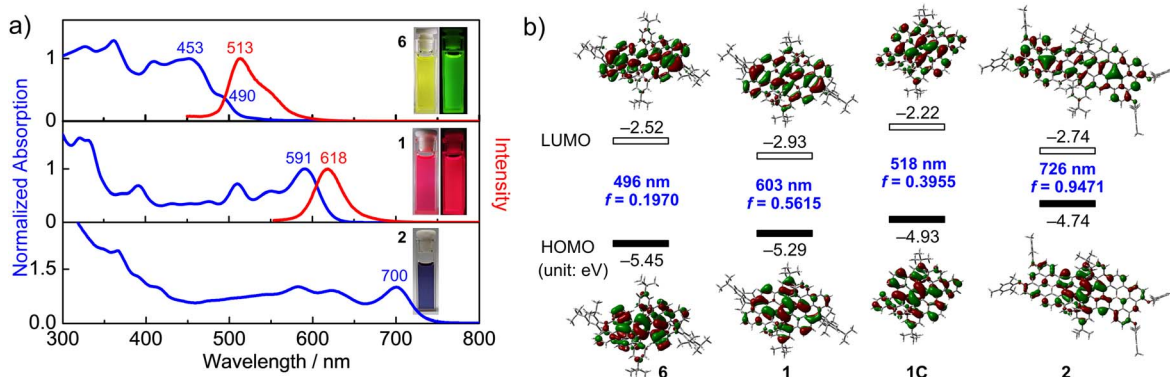 a)
Normalized Absorption
Intensity
1
0
453
513
490
6
1
0
591
618
1
1.5
0.0
700
2
300 400 500 600 700 800
Wavelength / nm
b)
LUMO
–2.52
–2.93
–2.22
–2.74
496 nm
f = 0.1970
603 nm
f = 0.5615
518 nm
f = 0.3955
726 nm
f = 0.9471
HOMO
(unit: eV)
–5.45
–5.29
–4.93
–4.74
6 1 1C 2